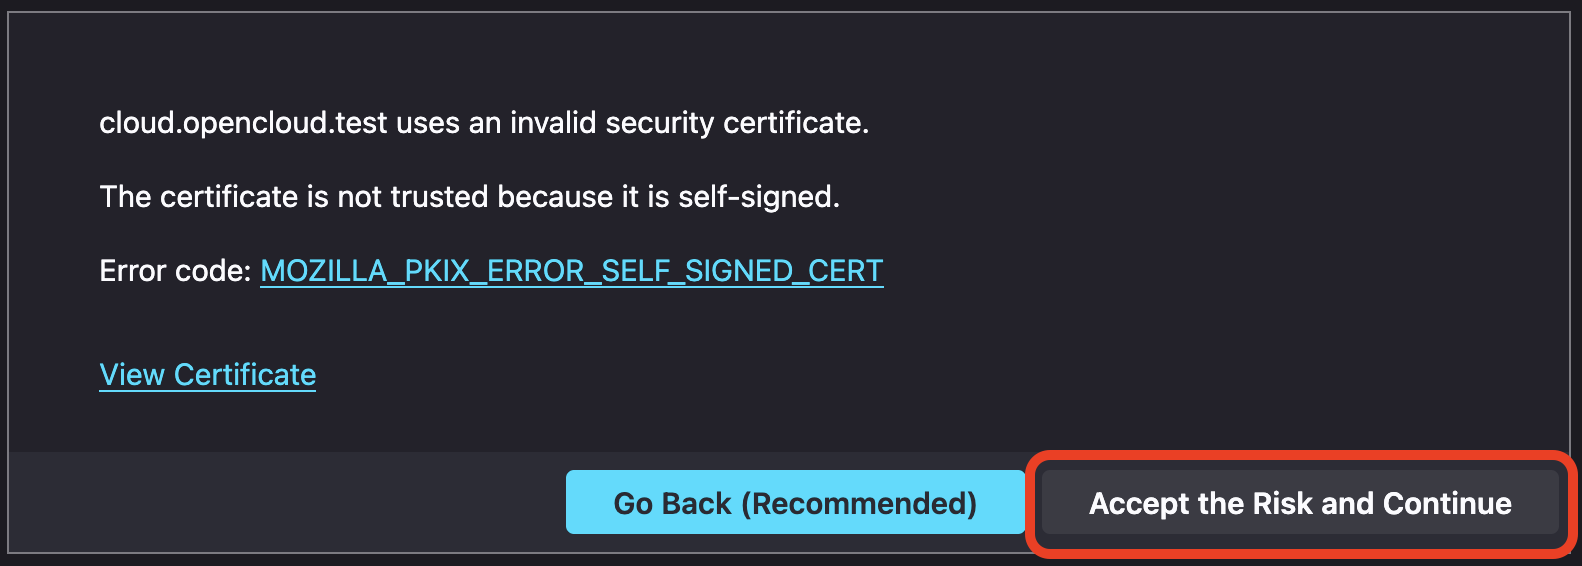 cloud.opencloud.test uses an invalid security certificate.
The certificate is not trusted because it is self-signed.
Error code: MOZILLA_PKIX_ERROR_SELF_SIGNED_CERT
View Certificate
Go Back (Recommended)
Accept the Risk and Continue